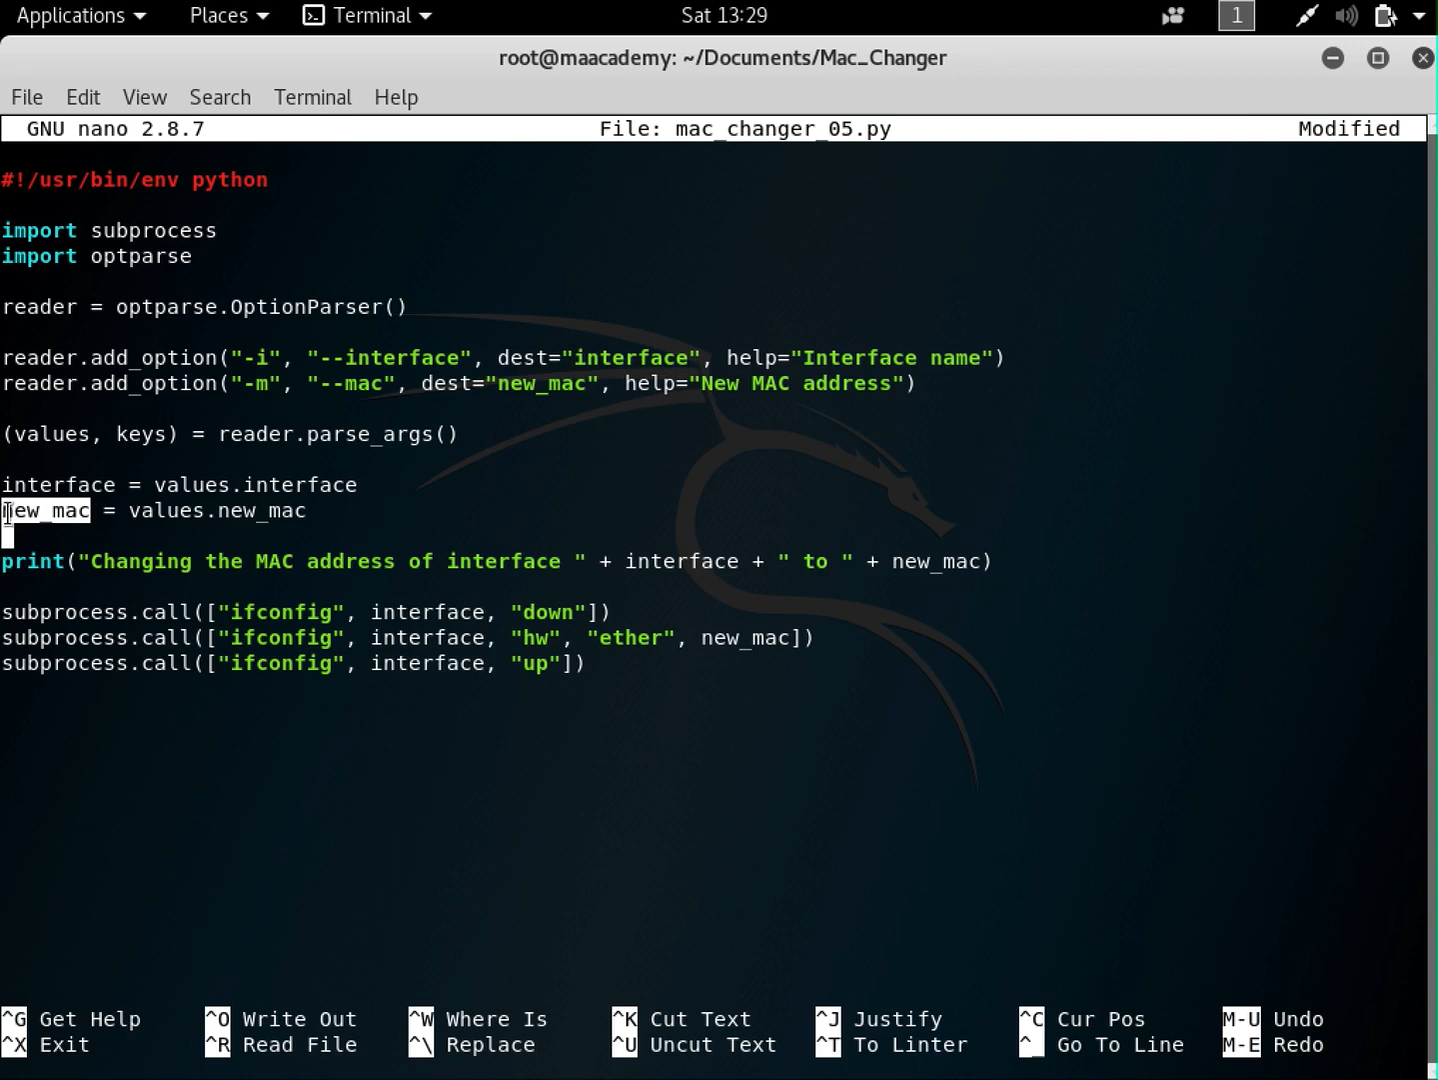 Applications Places Terminal Sat 13:29 1
root@maacademy: ~/Documents/Mac_Changer
File Edit View Search Terminal Help
GNU nano 2.8.7 File: mac_changer_05.py Modified
#!/usr/bin/env python
import subprocess
import optparse
reader = optparse.OptionParser()
reader.add_option("-i", "--interface", dest="interface", help="Interface name")
reader.add_option("-m", "--mac", dest="new_mac", help="New MAC address")
(values, keys) = reader.parse_args()
interface = values.interface
new_mac = values.new_mac
print("Changing the MAC address of interface " + interface + " to " + new_mac)
subprocess.call(["ifconfig", interface, "down"])
subprocess.call(["ifconfig", interface, "hw", "ether", new_mac])
subprocess.call(["ifconfig", interface, "up"])
^G Get Help ^O Write Out ^W Where Is ^K Cut Text ^J Justify ^C Cur Pos M-U Undo
^X Exit ^R Read File ^\ Replace ^U Uncut Text ^T To Linter ^_ Go To Line M-E Redo